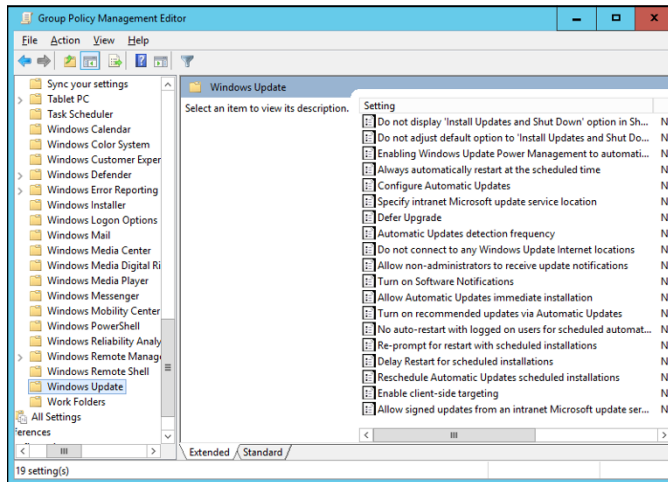 Group Policy Management Editor
File Action View Help
Sync your settings
Tablet PC
Task Scheduler
Windows Calendar
Windows Color System
Windows Customer Exper
Windows Defender
Windows Error Reporting
Windows Installer
Windows Logon Options
Windows Mail
Windows Media Center
Windows Media Digital Ri
Windows Media Player
Windows Messenger
Windows Mobility Center
Windows PowerShell
Windows Reliability Analy
Windows Remote Manag
Windows Remote Shell
Windows Update
Work Folders
All Settings
ferences
Windows Update
Select an item to view its description.
Setting
Do not display 'Install Updates and Shut Down' option in Sh... N
Do not adjust default option to 'Install Updates and Shut Do... N
Enabling Windows Update Power Management to automati... N
Always automatically restart at the scheduled time N
Configure Automatic Updates N
Specify intranet Microsoft update service location N
Defer Upgrade N
Automatic Updates detection frequency N
Do not connect to any Windows Update Internet locations N
Allow non-administrators to receive update notifications N
Turn on Software Notifications N
Allow Automatic Updates immediate installation N
Turn on recommended updates via Automatic Updates N
No auto-restart with logged on users for scheduled automat... N
Re-prompt for restart with scheduled installations N
Delay Restart for scheduled installations N
Reschedule Automatic Updates scheduled installations N
Enable client-side targeting N
Allow signed updates from an intranet Microsoft update ser... N
Extended Standard
19 setting(s)